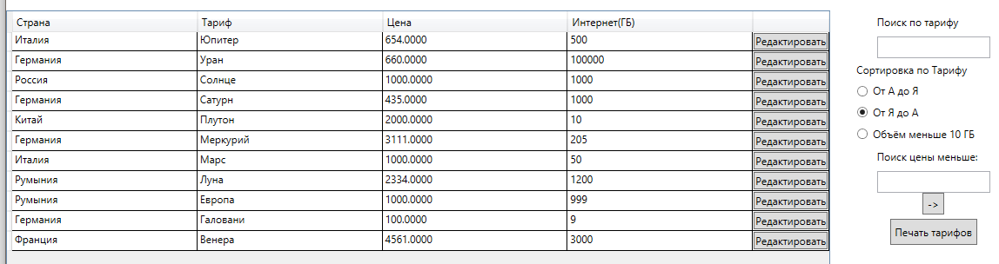 Страна Тариф Цена Интернет(ГБ)
Италия Юпитер 654.0000 500 Редактировать
Германия Уран 660.0000 100000 Редактировать
Россия Солнце 1000.0000 1000 Редактировать
Германия Сатурн 435.0000 1000 Редактировать
Китай Плутон 2000.0000 10 Редактировать
Германия Меркурий 3111.0000 205 Редактировать
Италия Марс 1000.0000 50 Редактировать
Румыния Луна 2334.0000 1200 Редактировать
Румыния Европа 1000.0000 999 Редактировать
Германия Галовани 100.0000 9 Редактировать
Франция Венера 4561.0000 3000 Редактировать
Поиск по тарифу
Сортировка по Тарифу
От А до Я
От Я до А
Объём меньше 10 ГБ
Поиск цены меньше:
->
Печать тарифов